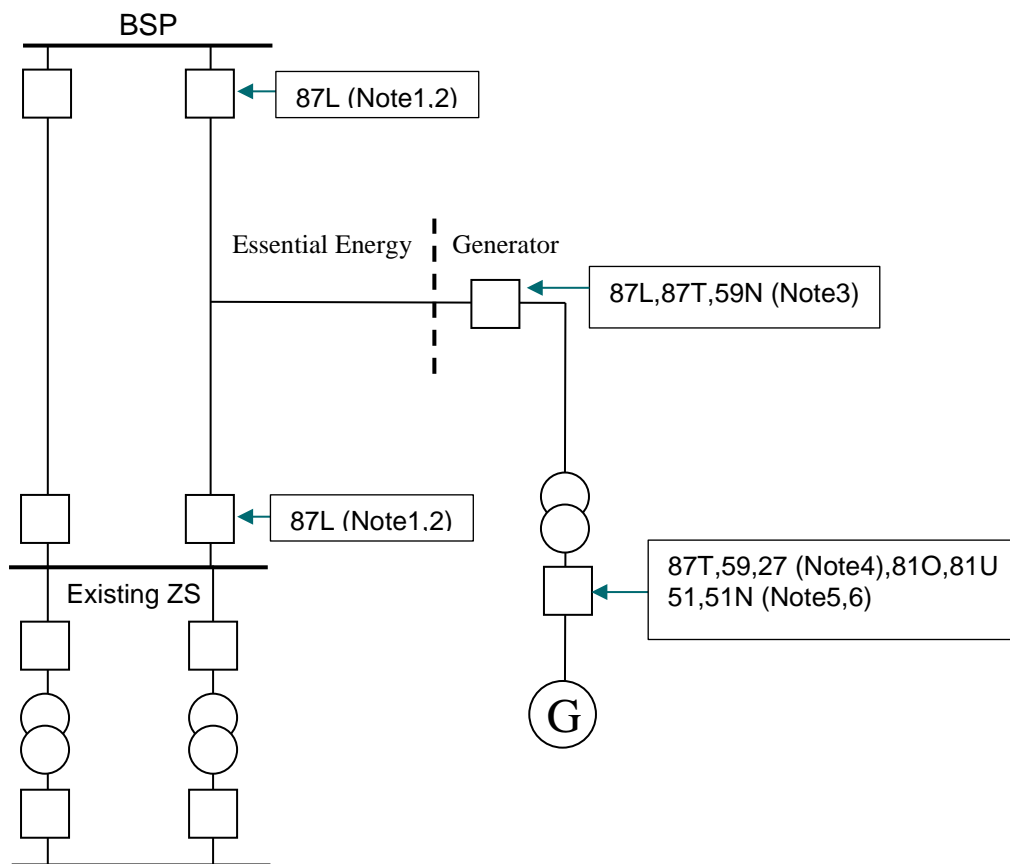 BSP
87L (Note1,2)
Essential Energy
Generator
87L,87T,59N (Note3)
87L (Note1,2)
87T,59,27 (Note4),81O,81U
51,51N (Note5,6)
Existing ZS
G